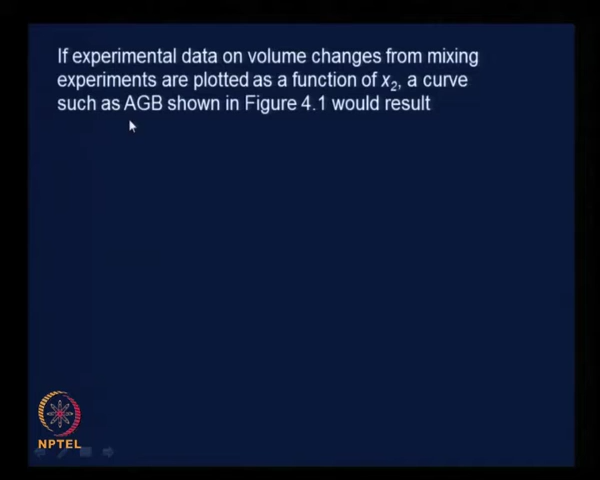 If experimental data on volume changes from mixing
experiments are plotted as a function of x₂, a curve
such as AGB shown in Figure 4.1 would result
NPTEL